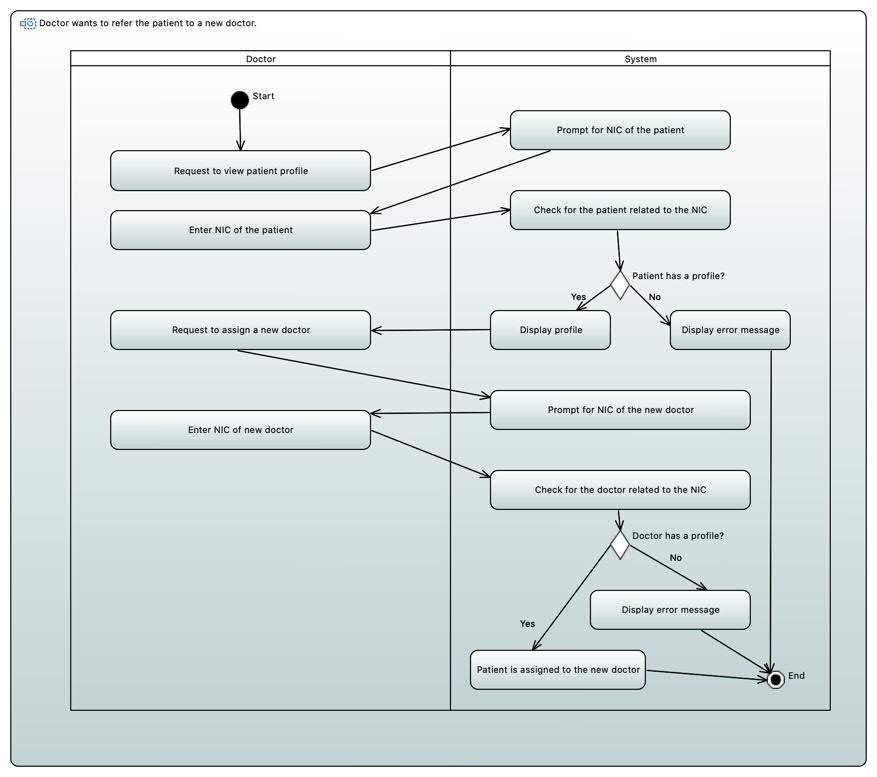 Doctor wants to refer the patient to a new doctor.
Doctor
System
Start
Prompt for NIC of the patient
Request to view patient profile
Check for the patient related to the NIC
Enter NIC of the patient
Patient has a profile?
Yes
No
Request to assign a new doctor
Display profile
Display error message
Prompt for NIC of the new doctor
Enter NIC of new doctor
Check for the doctor related to the NIC
Doctor has a profile?
No
Display error message
Yes
Patient is assigned to the new doctor
End